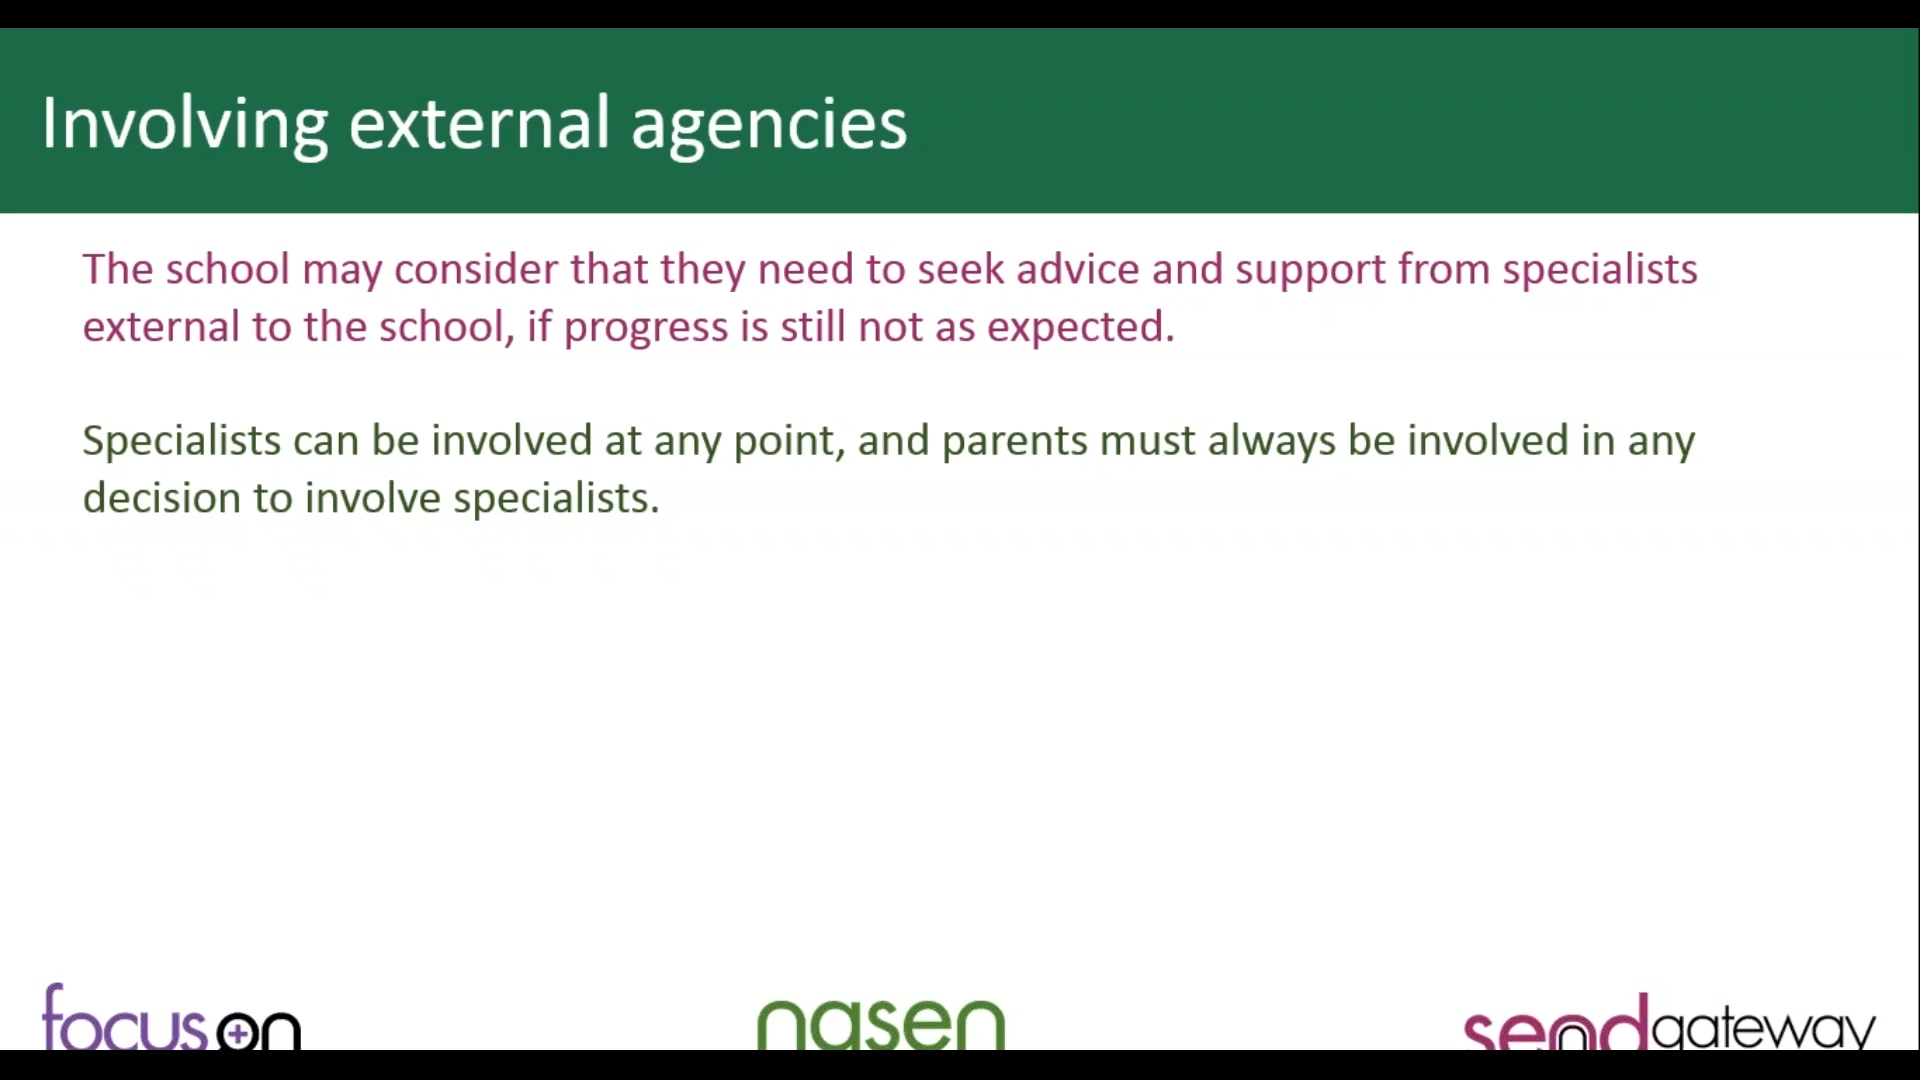 Involving external agencies
The school may consider that they need to seek advice and support from specialists
external to the school, if progress is still not as expected.
Specialists can be involved at any point, and parents must always be involved in any
decision to involve specialists.
focus on
nasen
sendgateway